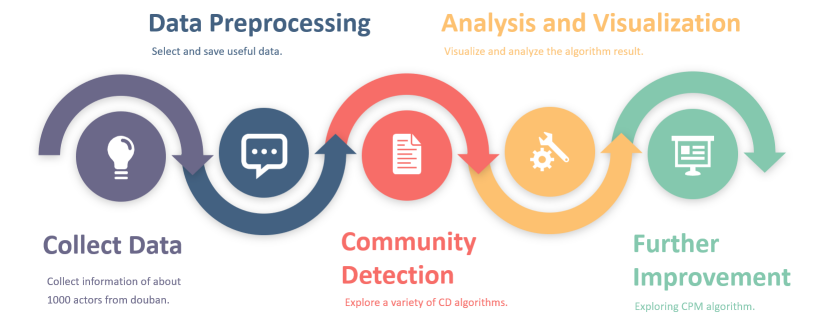 Data Preprocessing
Select and save useful data.
Analysis and Visualization
Visualize and analyze the algorithm result.
Collect Data
Collect information of about
1000 actors from douban.
Community
Detection
Explore a variety of CD algorithms.
Further
Improvement
Exploring CPM algorithm.